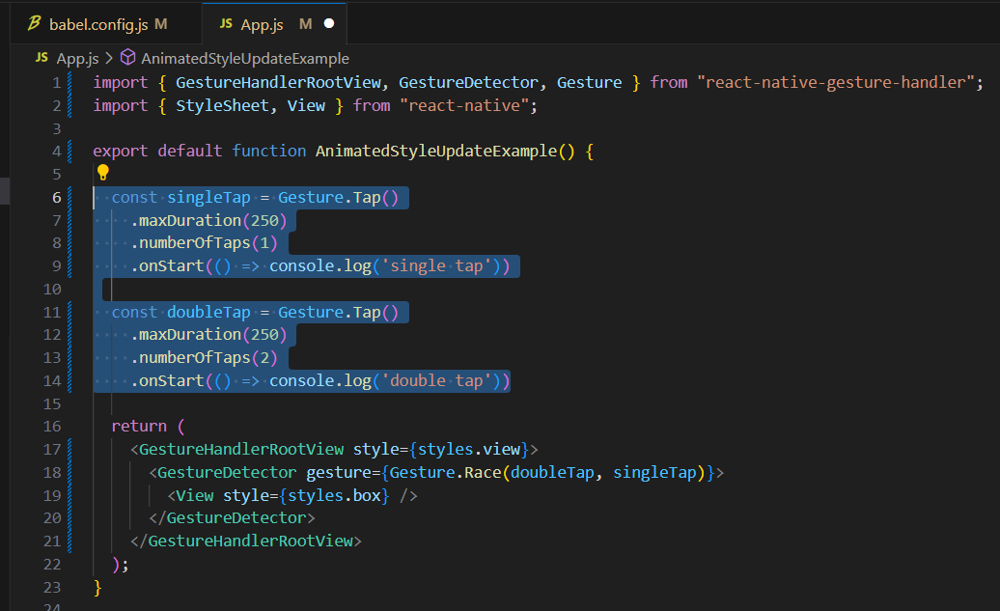 babel.config.js M
JS App.js M
JS App.js > AnimatedStyleUpdateExample
1 import { GestureHandlerRootView, GestureDetector, Gesture } from "react-native-gesture-handler";
2 import { StyleSheet, View } from "react-native";
3
4 export default function AnimatedStyleUpdateExample() {
5
6   const singleTap = Gesture.Tap()
7     .maxDuration(250)
8     .numberOfTaps(1)
9     .onStart(() => console.log('single tap'))
10
11   const doubleTap = Gesture.Tap()
12     .maxDuration(250)
13     .numberOfTaps(2)
14     .onStart(() => console.log('double tap'))
15
16   return (
17     <GestureHandlerRootView style={styles.view}>
18       <GestureDetector gesture={Gesture.Race(doubleTap, singleTap)}>
19         <View style={styles.box} />
20       </GestureDetector>
21     </GestureHandlerRootView>
22   );
23 }
24